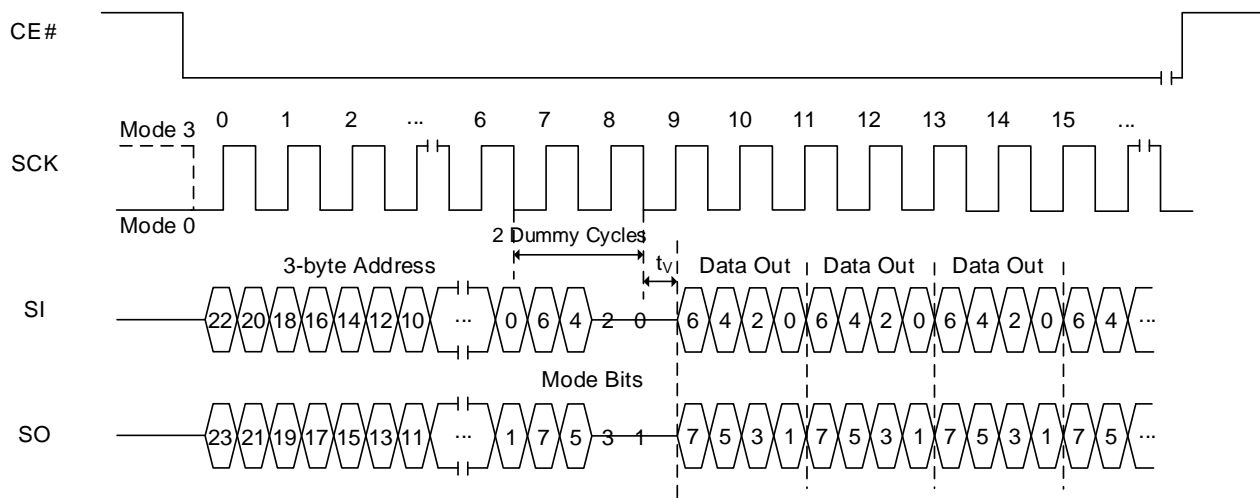 CE#
Mode 3 0 1 2 ... 6 7 8 9 10 11 12 13 14 15 ...
SCK
Mode 0
2 Dummy Cycles
3-byte Address tV Data Out Data Out Data Out
SI 22 20 18 16 14 12 10 ... 0 6 4 2 0 6 4 2 0 6 4 2 0 6 4 2 0 6 4 ...
Mode Bits
SO 23 21 19 17 15 13 11 ... 1 7 5 3 1 7 5 3 1 7 5 3 1 7 5 3 1 7 5 ...